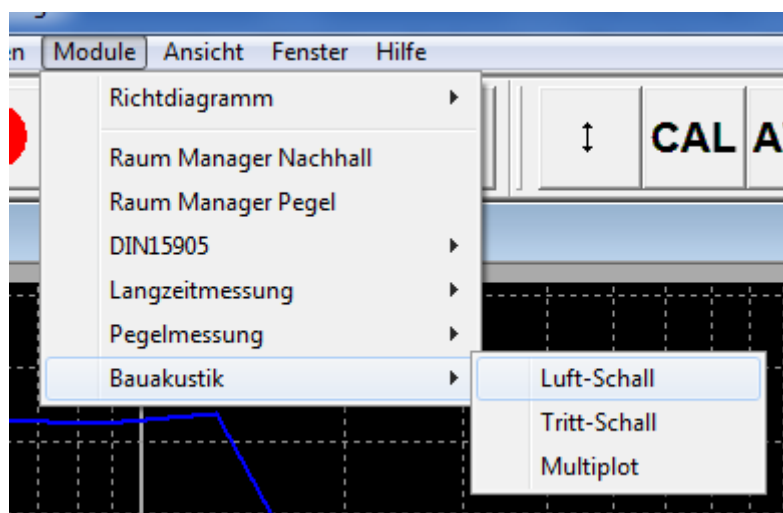 Module Ansicht Fenster Hilfe
Richtdiagramm
CAL
Raum Manager Nachhall
Raum Manager Pegel
DIN15905
Langzeitmessung
Pegelmessung
Bauakustik
Luft-Schall
Tritt-Schall
Multiplot